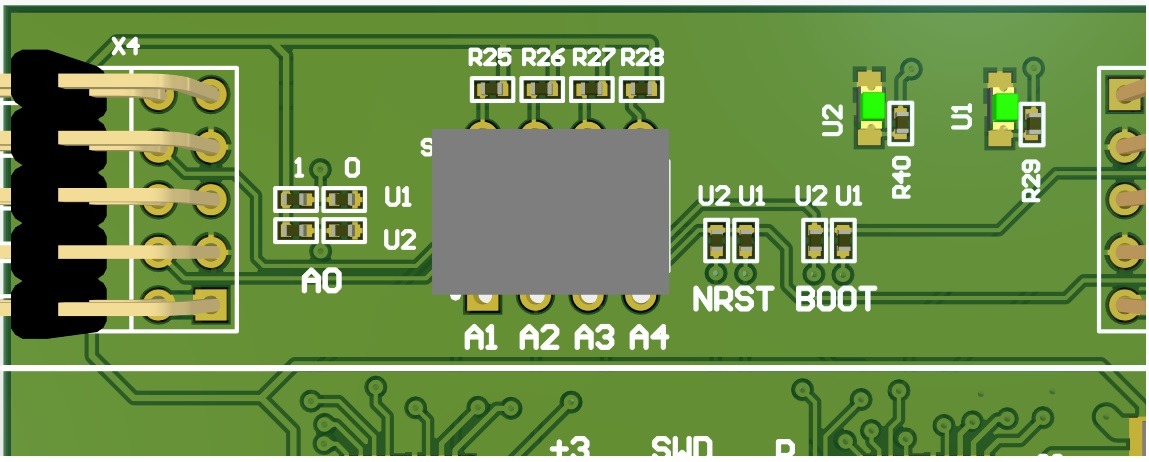 X4
R25 R26 R27 R28
U2
U1
S
1 0
R40
R29
U1
U2 U1 U2 U1
U2
A0
NRST BOOT
A1 A2 A3 A4
+3 SWD